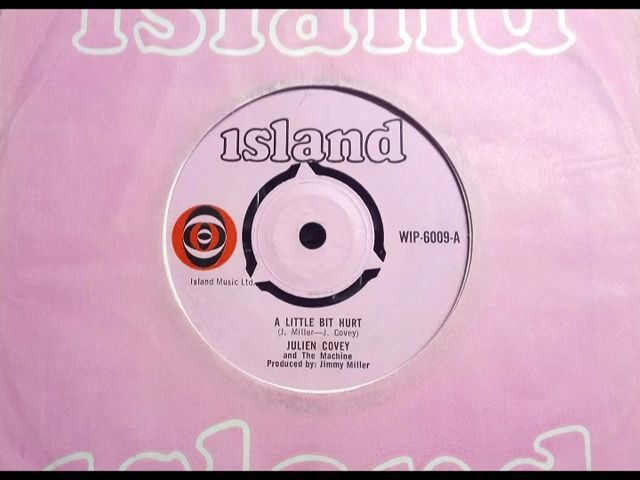 island
island
WIP-6009-A
Island Music Ltd.
A LITTLE BIT HURT
(J. Miller—J. Covey)
JULIEN COVEY
and The Machine
Produced by: Jimmy Miller
island